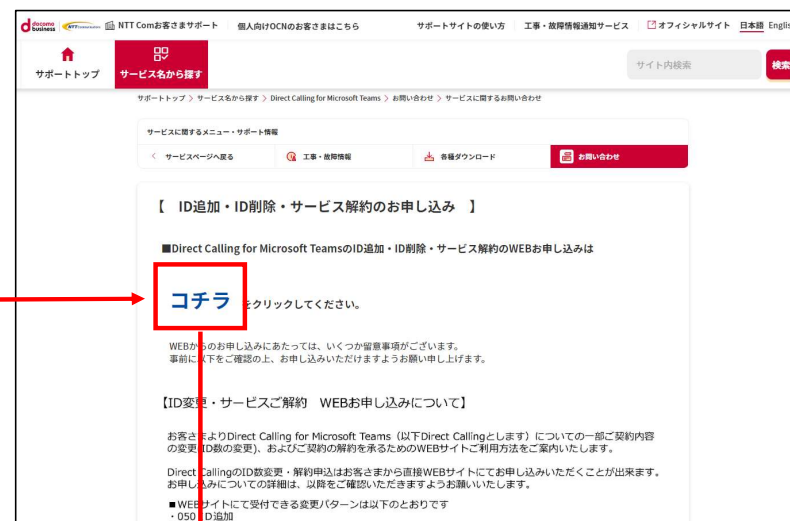 docomo business NTT Comお客さまサポート 個人向けOCNのお客さまはこちら サポートサイトの使い方 工事・故障情報通知サービス オフィシャルサイト 日本語 Englis
サポートトップ サービス名から探す サイト内検索 検索
サポートトップ 〉 サービス名から探す 〉 Direct Calling for Microsoft Teams 〉 お問い合わせ 〉 サービスに関するお問い合わせ
サービスに関するメニュー・サポート情報
〈 サービスページへ戻る 工事・故障情報 各種ダウンロード お問い合わせ
【 ID追加・ID削除・サービス解約のお申し込み 】
■Direct Calling for Microsoft TeamsのID追加・ID削除・サービス解約のWEBお申し込みは
コチラ をクリックしてください。
WEBからのお申し込みにあたっては、いくつか留意事項がございます。
事前に以下をご確認の上、お申し込みいただけますようお願い申し上げます。
【ID変更・サービスご解約 WEBお申し込みについて】
お客さまよりDirect Calling for Microsoft Teams（以下Direct Callingとします）についての一部ご契約内容
の変更(ID数の変更)、およびご契約の解約を承るためのWEBサイトご利用方法をご案内いたします。
Direct CallingのID数変更・解約申込はお客さまから直接WEBサイトにてお申し込みいただくことが出来ます。
お申し込みについての詳細は、以降をご確認いただきますようお願いいたします。
■WEBサイトにて受付できる変更パターンは以下のとおりです
・050 ID追加